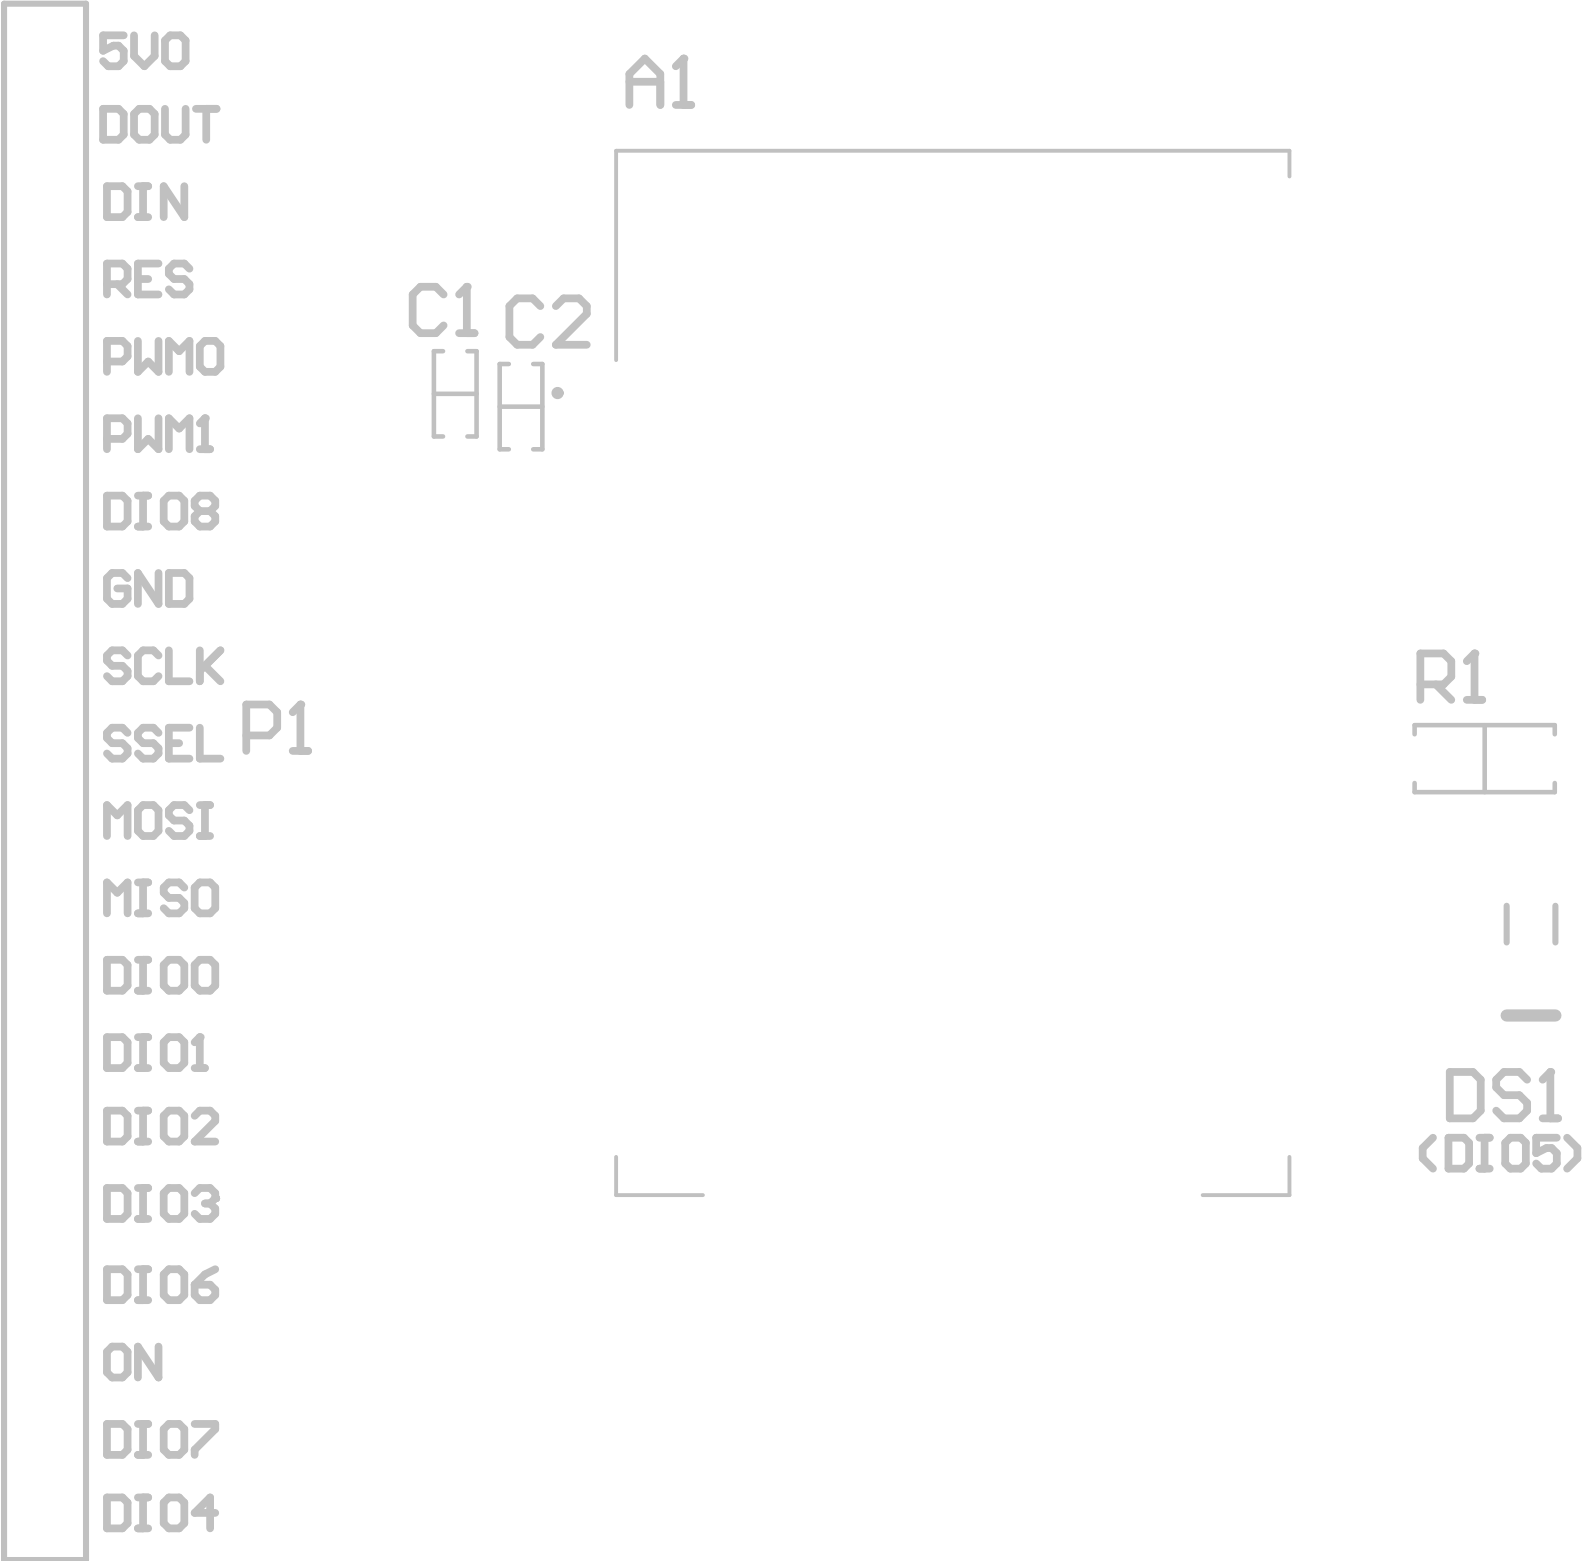 5V0
DOUT
DIN
RES
PWM0
PWM1
DIO8
GND
SCLK
SSEL
MOSI
MISO
DIO0
DIO1
DIO2
DIO3
DIO6
ON
DIO7
DIO4
P1
C1
C2
A1
R1
DS1
(DIO5)